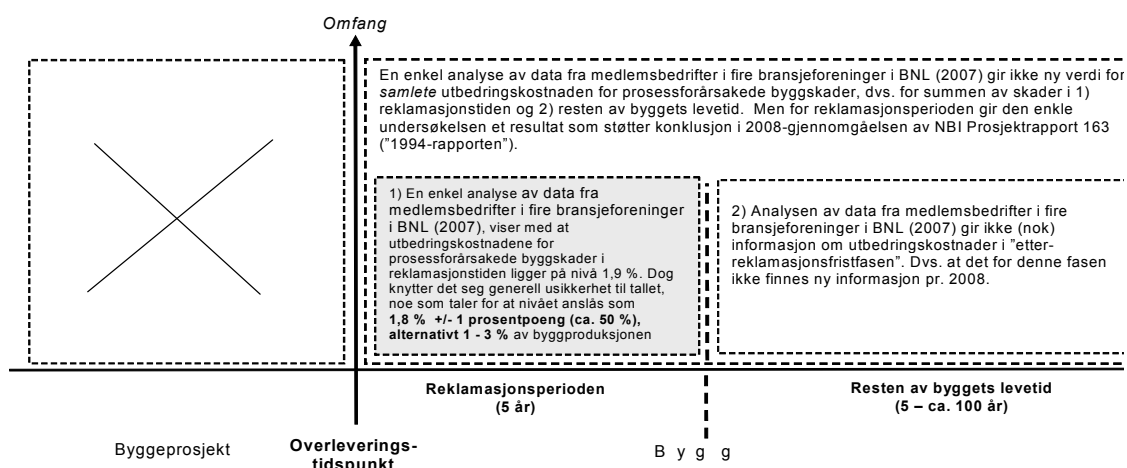 Omfang
En enkel analyse av data fra medlemsbedrifter i fire bransjeforeninger i BNL (2007) gir ikke ny verdi for
samlete utbedringskostnaden for prosessforårsakede byggskader, dvs. for summen av skader i 1)
reklamasjonstiden og 2) resten av byggets levetid. Men for reklamasjonsperioden gir den enkle
undersøkelsen et resultat som støtter konklusjon i 2008-gjennomgåelsen av NBI Prosjektrapport 163
("1994-rapporten").
1) En enkel analyse av data fra
medlemsbedrifter i fire bransjeforeninger
i BNL (2007), viser med at
utbedringskostnadene for
prosessforårsakede byggskader i
reklamasjonstiden ligger på nivå 1,9 %. Dog
knytter det seg generell usikkerhet til tallet,
noe som taler for at nivået anslås som
1,8 % +/- 1 prosentpoeng (ca. 50 %),
alternativt 1 - 3 % av byggproduksjonen
2) Analysen av data fra medlemsbedrifter i fire
bransjeforeninger i BNL (2007) gir ikke (nok)
informasjon om utbedringskostnader i "etter-
reklamasjonsfristfasen". Dvs. at det for denne fasen
ikke finnes ny informasjon pr. 2008.
Reklamasjonsperioden
(5 år)
Resten av byggets levetid
(5 – ca. 100 år)
Byggeprosjekt
Overleverings-
tidspunkt
B y g g